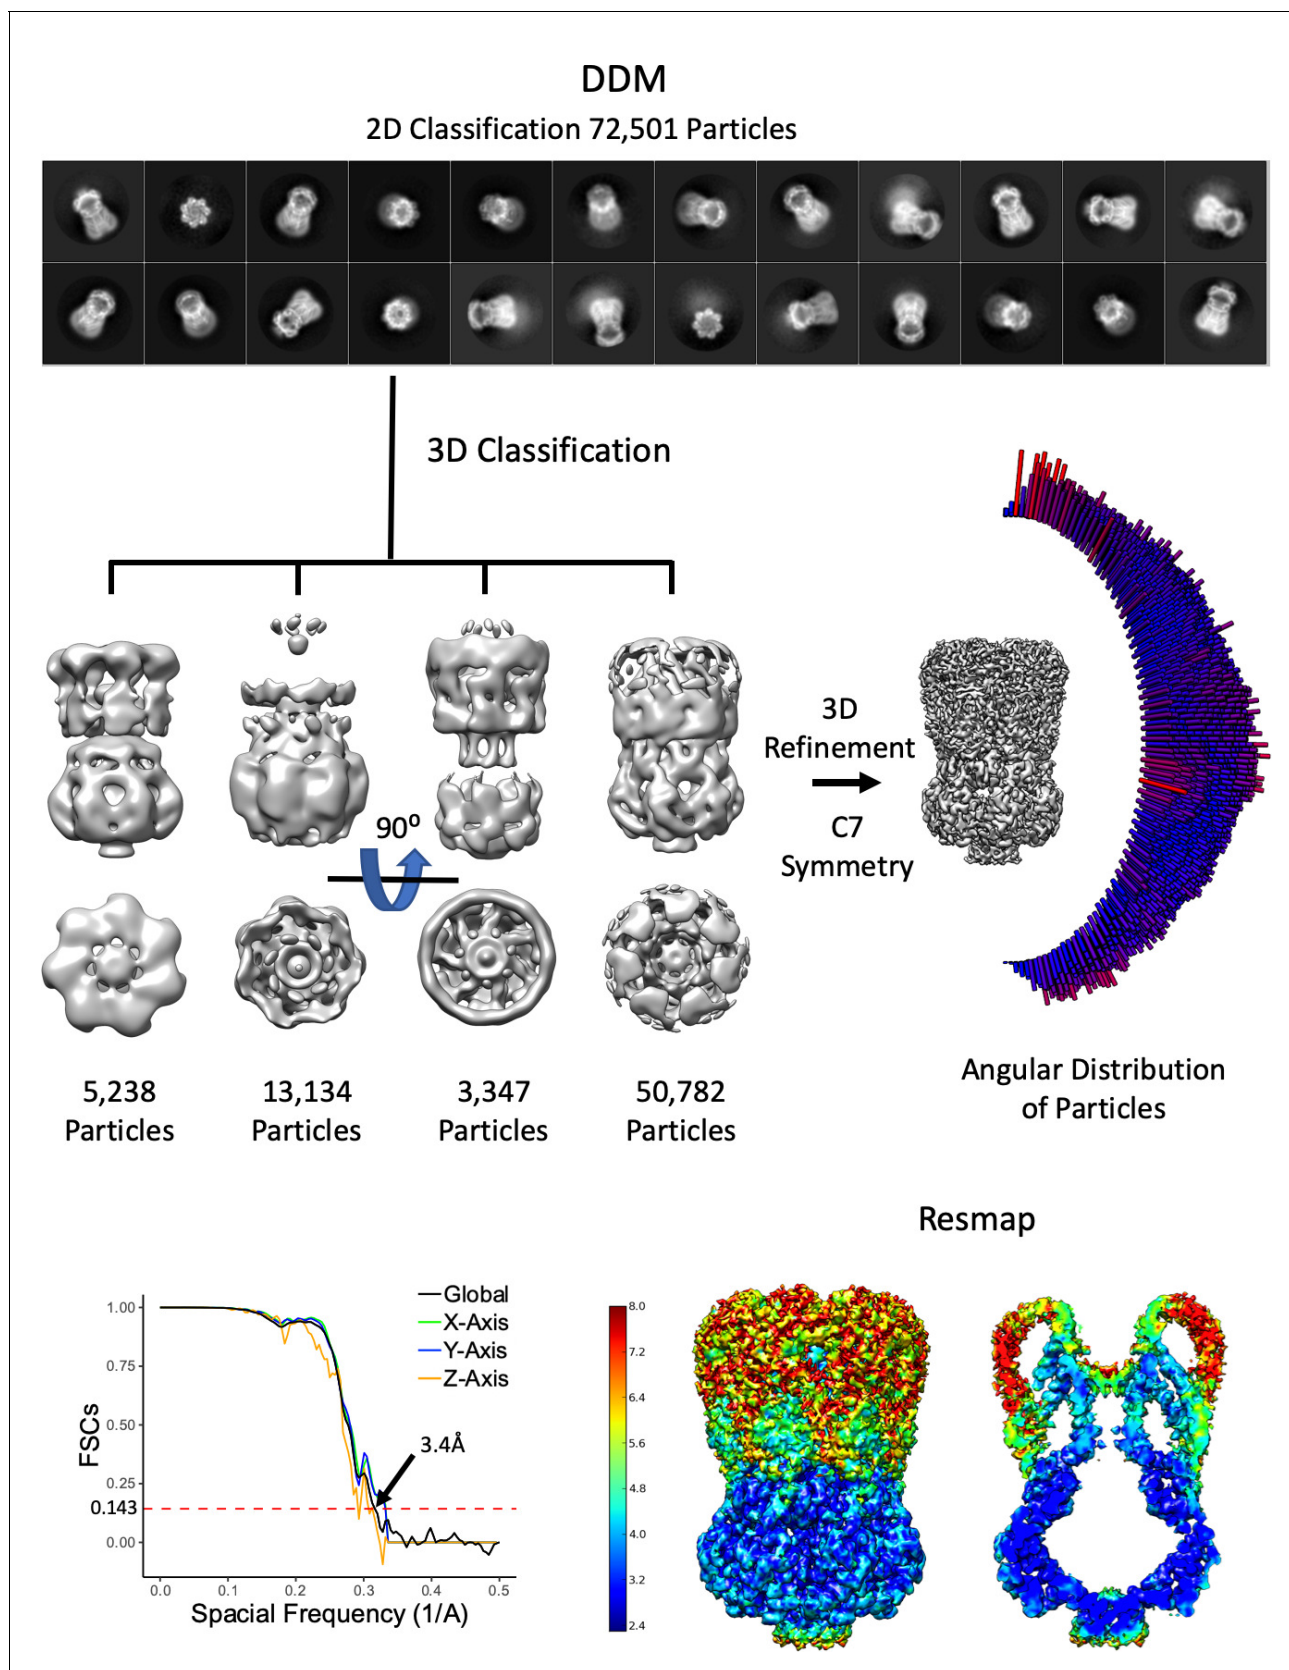 DDM
2D Classification 72,501 Particles
3D Classification
90º
3D
Refinement
C7
Symmetry
5,238
Particles
13,134
Particles
3,347
Particles
50,782
Particles
Angular Distribution
of Particles
Resmap
Global
X-Axis
Y-Axis
Z-Axis
3.4Å
FSCs
1.00
0.75
0.50
0.25
0.143
0.00
0.0 0.1 0.2 0.3 0.4 0.5
Spacial Frequency (1/A)
8.0
7.2
6.4
5.6
4.8
4.0
3.2
2.4